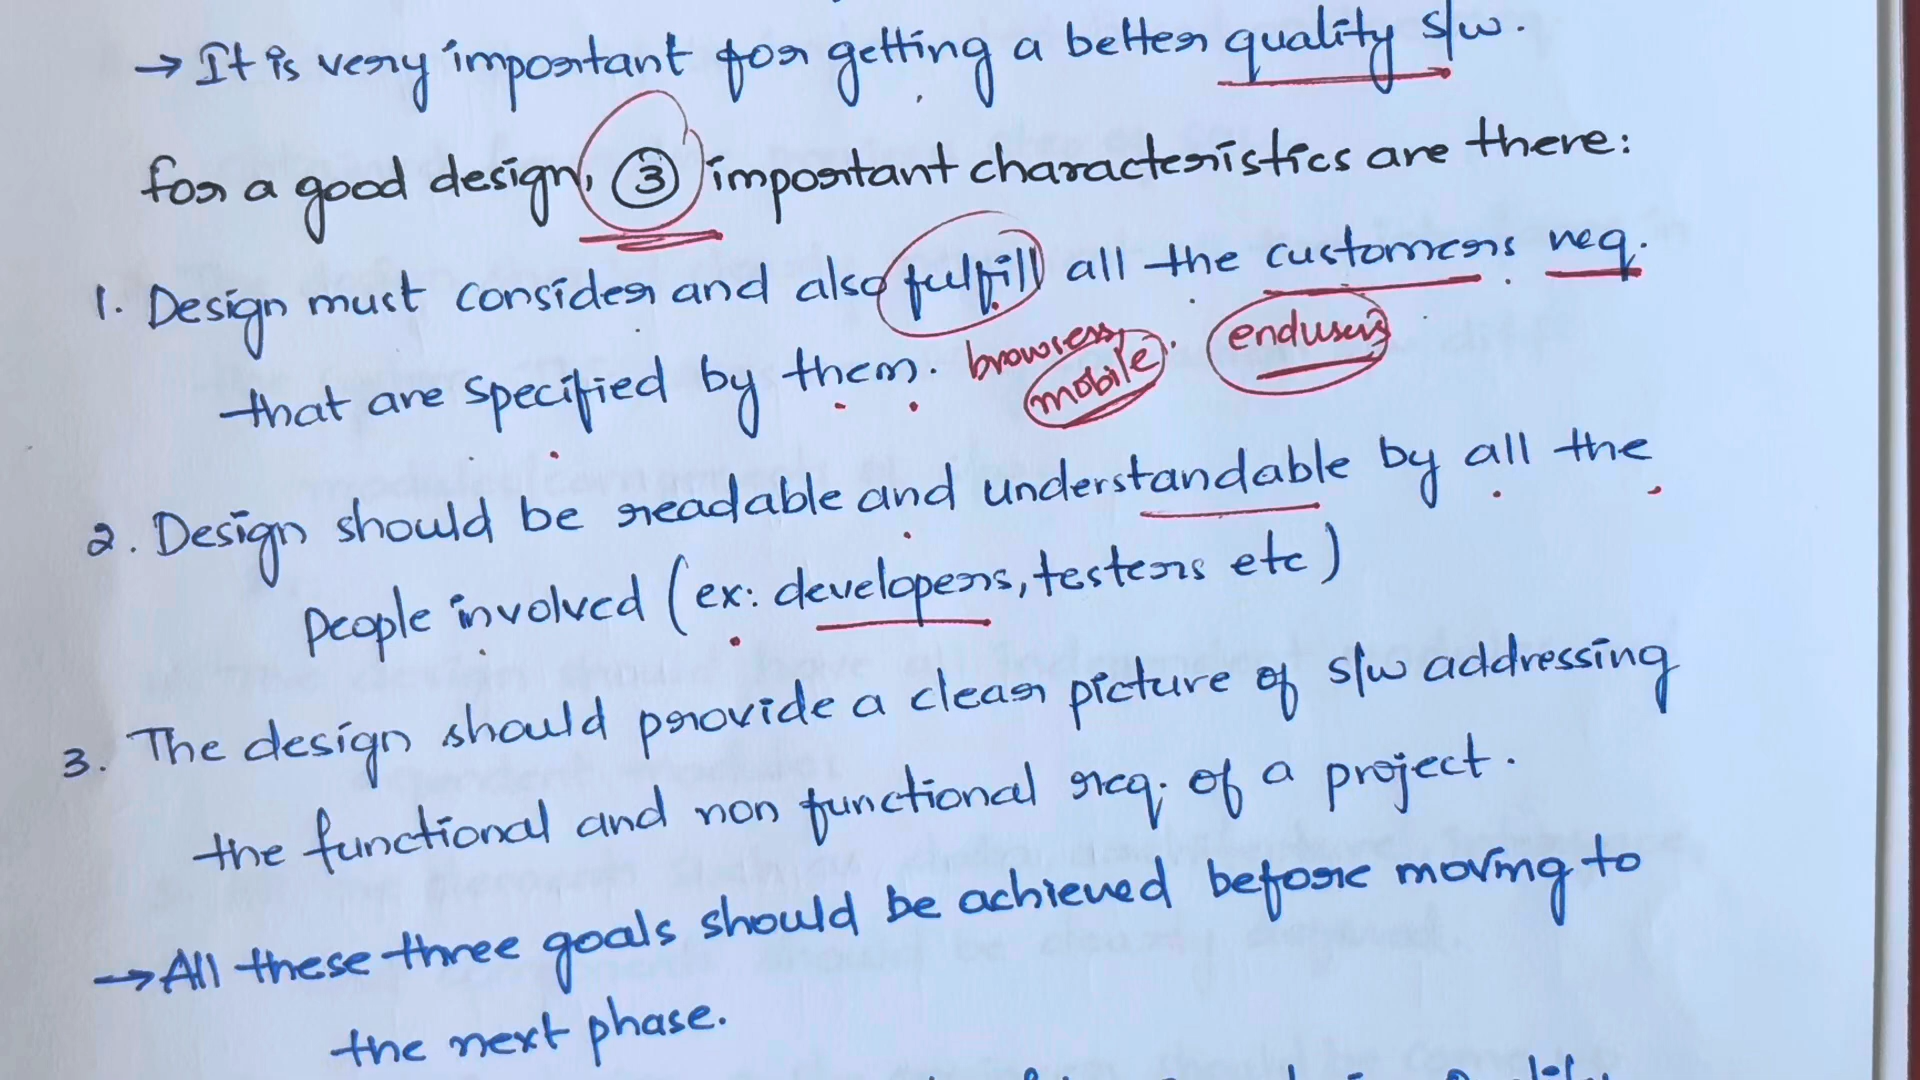 → It is very important for getting a better quality s/w.
for a good design, ③ important characteristics are there:
1. Design must consider and also fulfill all the customers req.
that are specified by them. browsers, mobile. endusers
2. Design should be readable and understandable by all the
people involved (ex: developers, testers etc)
3. The design should provide a clear picture of s/w addressing
the functional and non functional req. of a project.
→ All these three goals should be achieved before moving to
the next phase.